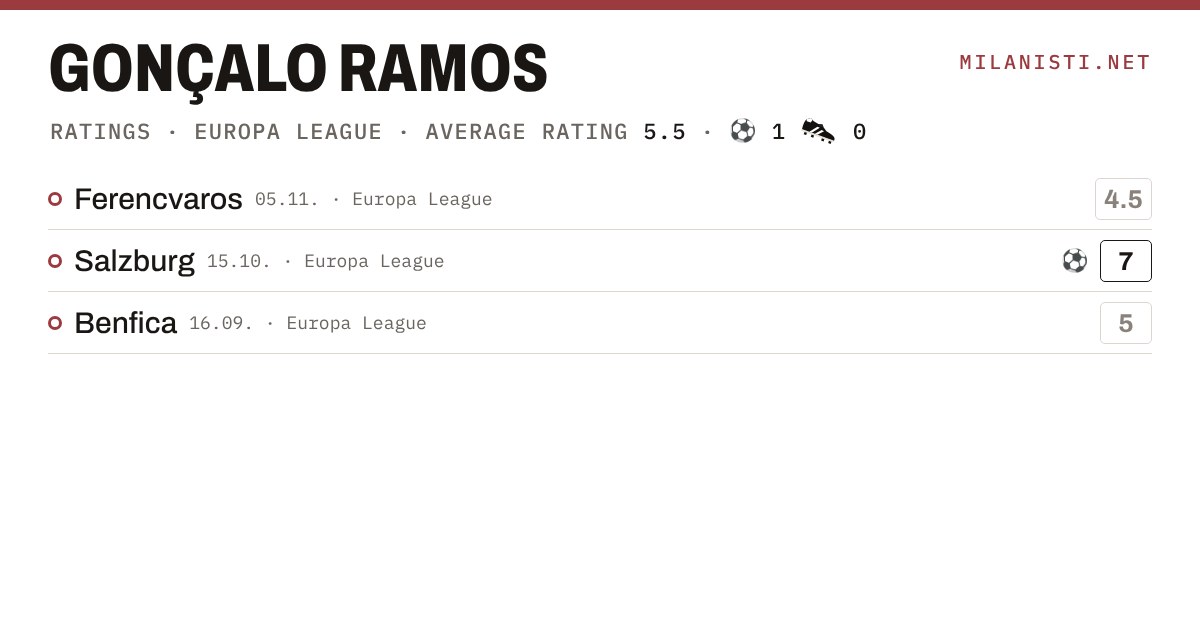 GONÇALO RAMOS
MILANISTI.NET
RATINGS · EUROPA LEAGUE · AVERAGE RATING 5.5 · ⚽ 1 0
Ferencvaros 05.11. · Europa League 4.5
Salzburg 15.10. · Europa League ⚽ 7
Benfica 16.09. · Europa League 5